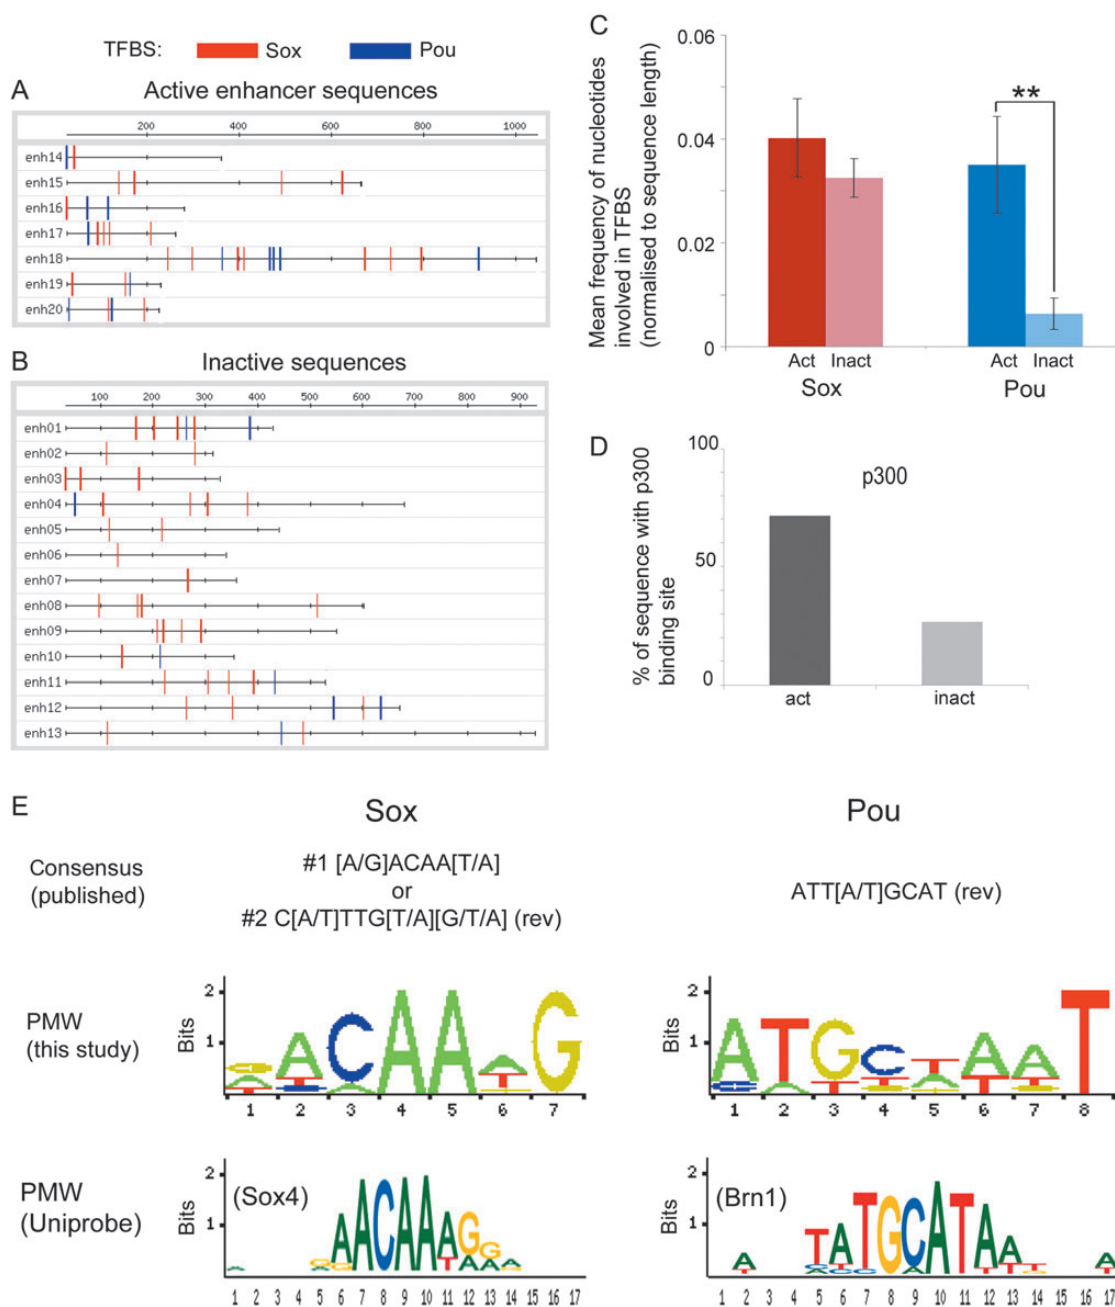 TFBS: Sox Pou
A Active enhancer sequences
200 400 600 800 1000
enh14
enh15
enh16
enh17
enh18
enh19
enh20
B Inactive sequences
100 200 300 400 500 600 700 800 900
enh01
enh02
enh03
enh04
enh05
enh06
enh07
enh08
enh09
enh10
enh11
enh12
enh13
C
Mean frequency of nucleotides
involved in TFBS
(normalised to sequence length)
0.06
0.04
0.02
0
**
Act Inact Act Inact
Sox Pou
D
% of sequence with p300
binding site
100
50
0
p300
act inact
E Sox Pou
Consensus
(published)
#1 [A/G]ACAA[T/A]
or
#2 C[A/T]TTG[T/A][G/T/A] (rev)
ATT[A/T]GCAT (rev)
PMW
(this study)
Bits
2
1
1 2 3 4 5 6 7
Bits
2
1
1 2 3 4 5 6 7 8
PMW
(Uniprobe)
Bits
2
1
(Sox4)
1 2 3 4 5 6 7 8 9 10 11 12 13 14 15 16 17
Bits
2
1
(Brn1)
1 2 3 4 5 6 7 8 9 10 11 12 13 14 15 16 17